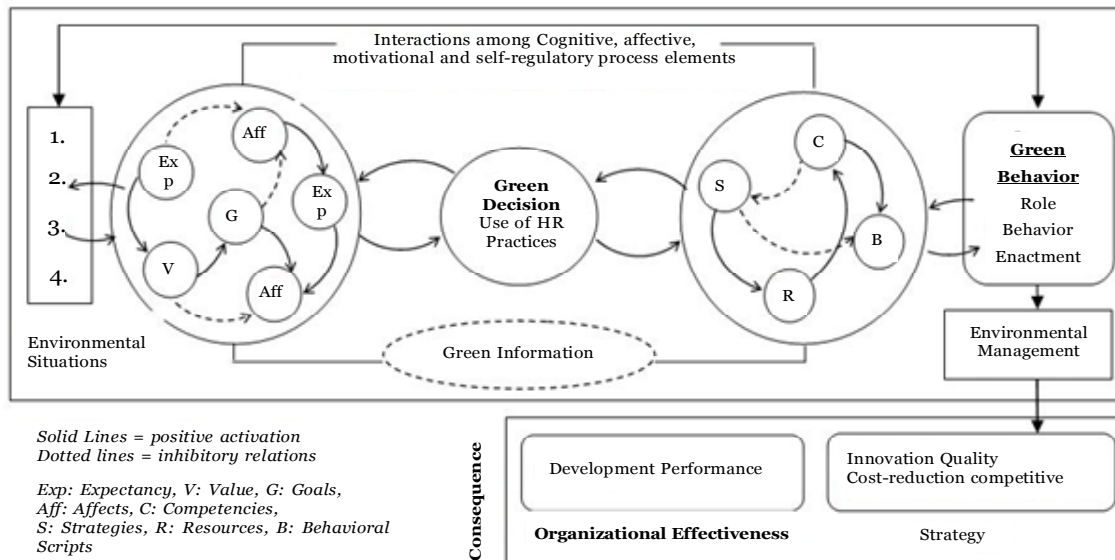 Interactions among Cognitive, affective,
motivational and self-regulatory process elements
1.
2.
3.
4.
Environmental
Situations
Ex
p
Aff
Ex
p
G
V
Aff
Green
Decision
Use of HR
Practices
C
S
B
R
Green
Behavior
Role
Behavior
Enactment
Green Information
Environmental
Management
Solid Lines = positive activation
Dotted lines = inhibitory relations
Exp: Expectancy, V: Value, G: Goals,
Aff: Affects, C: Competencies,
S: Strategies, R: Resources, B: Behavioral
Scripts
Consequence
Development Performance
Innovation Quality
Cost-reduction competitive
Organizational Effectiveness
Strategy